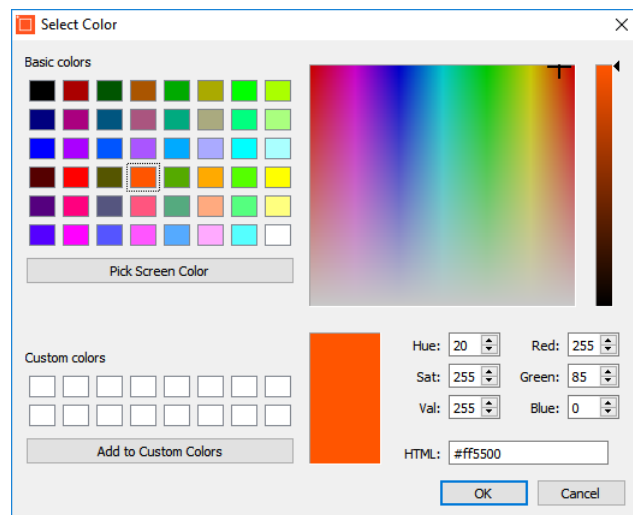 Select Color
Basic colors
Pick Screen Color
Custom colors
Add to Custom Colors
Hue: 20 Red: 255
Sat: 255 Green: 85
Val: 255 Blue: 0
HTML: #ff5500
OK Cancel